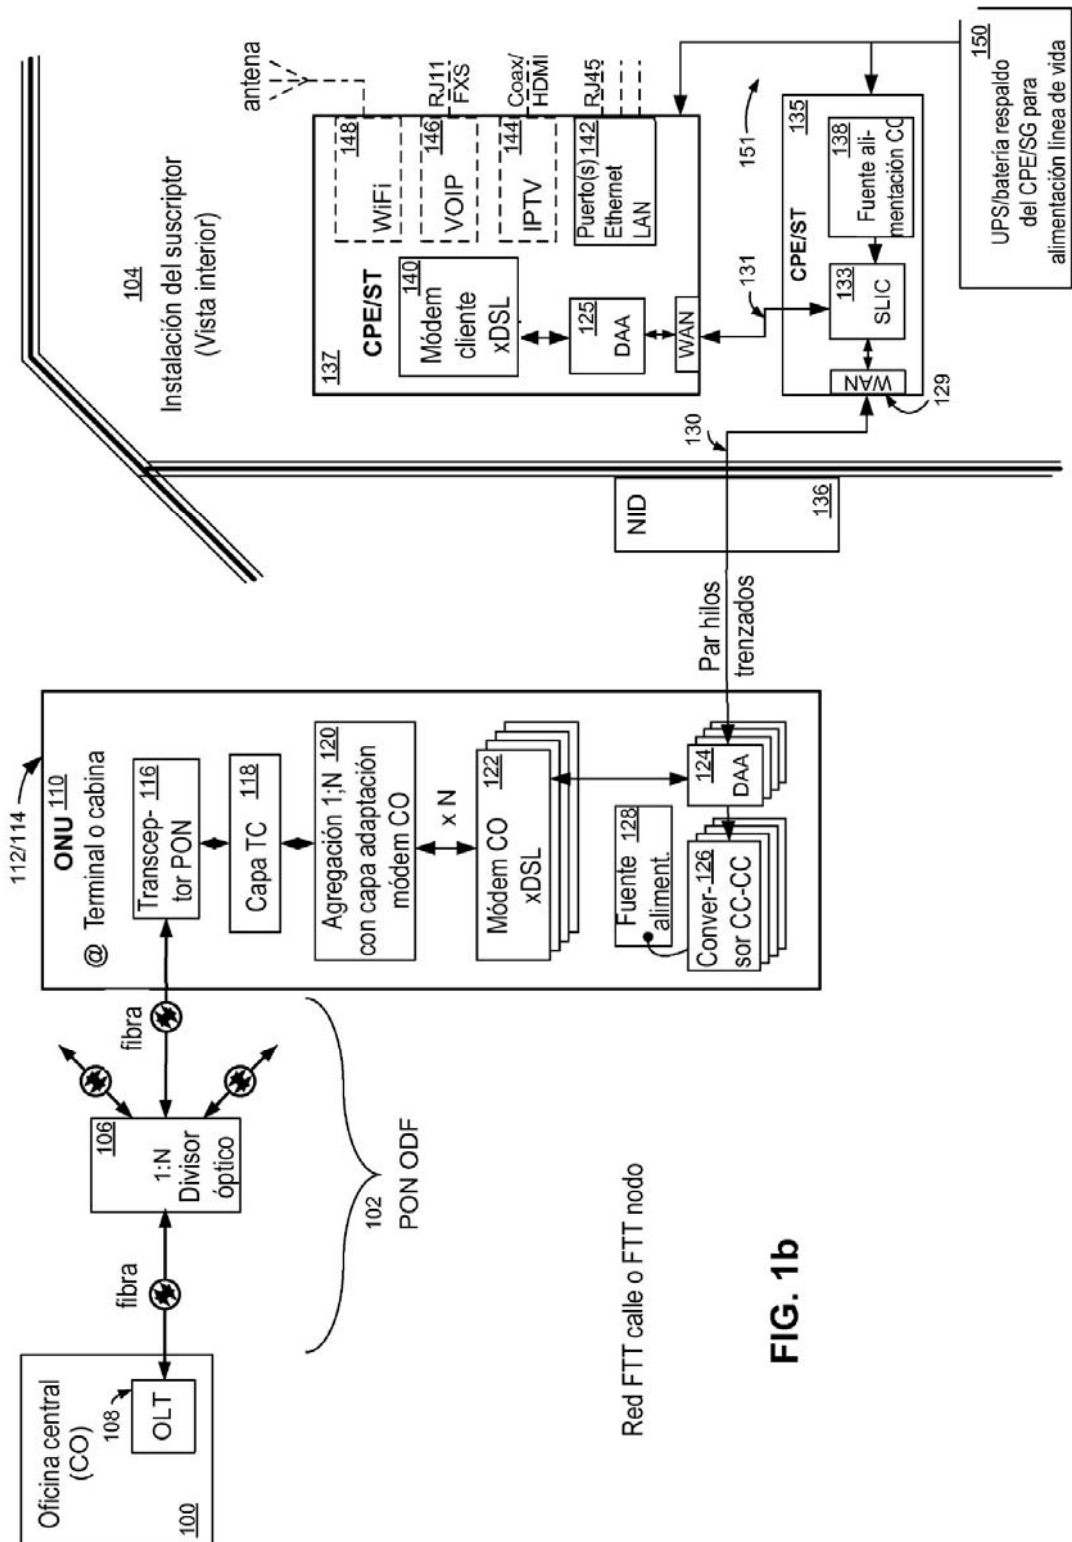 Oficina central
(CO)
100
108
OLT
fibra
106
1:N
Divisor
óptico
fibra
102
PON ODF
112/114
ONU 110
@ Terminal o cabina
Transcep-
tor PON
116
Capa TC
118
Agregación 1;N
con capa adaptación
módem CO
120
x N
Módem CO
xDSL
122
Fuente
aliment.
128
Conver-
sor CC-CC
126
124
DAA
Par hilos
trenzados
NID
136
130
104
Instalación del suscriptor
(Vista interior)
antena
137
CPE/ST
140
Módem
cliente
xDSL
125
DAA
WAN
148
WiFi
146
VOIP
RJ11
FXS
144
IPTV
Coax/
HDMI
142
Puerto(s)
Ethernet
LAN
RJ45
131
151
135
CPE/ST
138
Fuente ali-
mentación CC
133
SLIC
WAN
129
150
UPS/batería respaldo
del CPE/SG para
alimentación línea de vida
Red FTT calle o FTT nodo
FIG. 1b